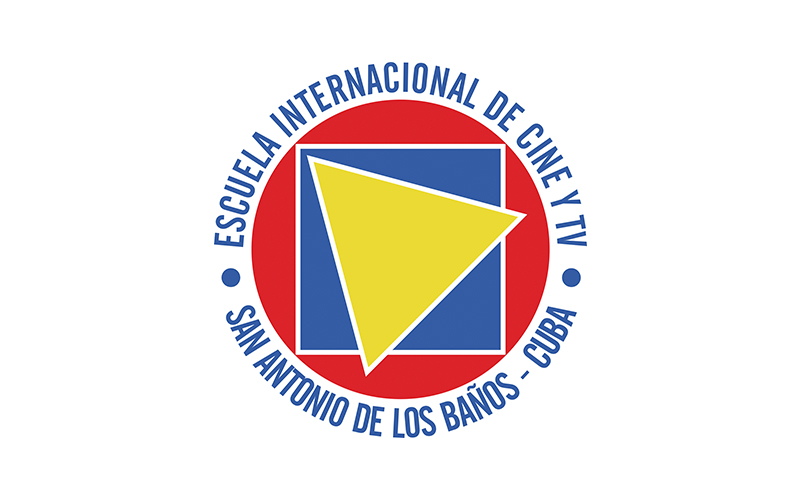 ESCUELA INTERNACIONAL DE CINE Y TV
SAN ANTONIO DE LOS BAÑOS - CUBA